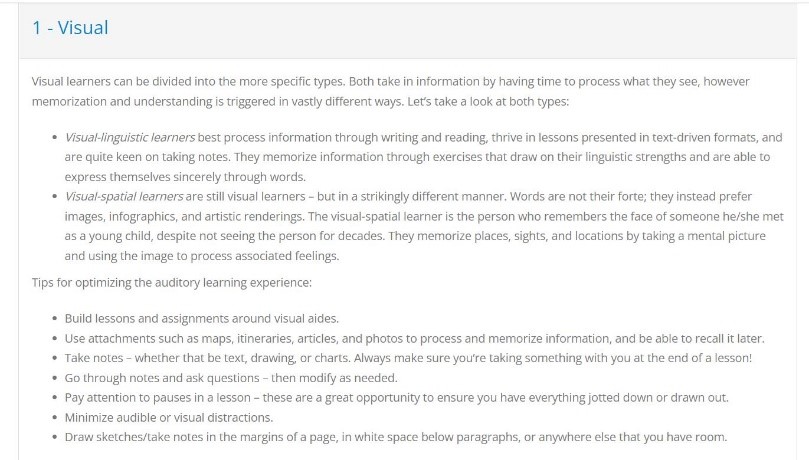 1 - Visual
Visual learners can be divided into the more specific types. Both take in information by having time to process what they see, however
memorization and understanding is triggered in vastly different ways. Let's take a look at both types:
• Visual-linguistic learners best process information through writing and reading, thrive in lessons presented in text-driven formats, and
are quite keen on taking notes. They memorize information through exercises that draw on their linguistic strengths and are able to
express themselves sincerely through words.
• Visual-spatial learners are still visual learners – but in a strikingly different manner. Words are not their forte; they instead prefer
images, infographics, and artistic renderings. The visual-spatial learner is the person who remembers the face of someone he/she met
as a young child, despite not seeing the person for decades. They memorize places, sights, and locations by taking a mental picture
and using the image to process associated feelings.
Tips for optimizing the auditory learning experience:
• Build lessons and assignments around visual aides.
• Use attachments such as maps, itineraries, articles, and photos to process and memorize information, and be able to recall it later.
• Take notes – whether that be text, drawing, or charts. Always make sure you're taking something with you at the end of a lesson!
• Go through notes and ask questions – then modify as needed.
• Pay attention to pauses in a lesson – these are a great opportunity to ensure you have everything jotted down or drawn out.
• Minimize audible or visual distractions.
• Draw sketches/take notes in the margins of a page, in white space below paragraphs, or anywhere else that you have room.